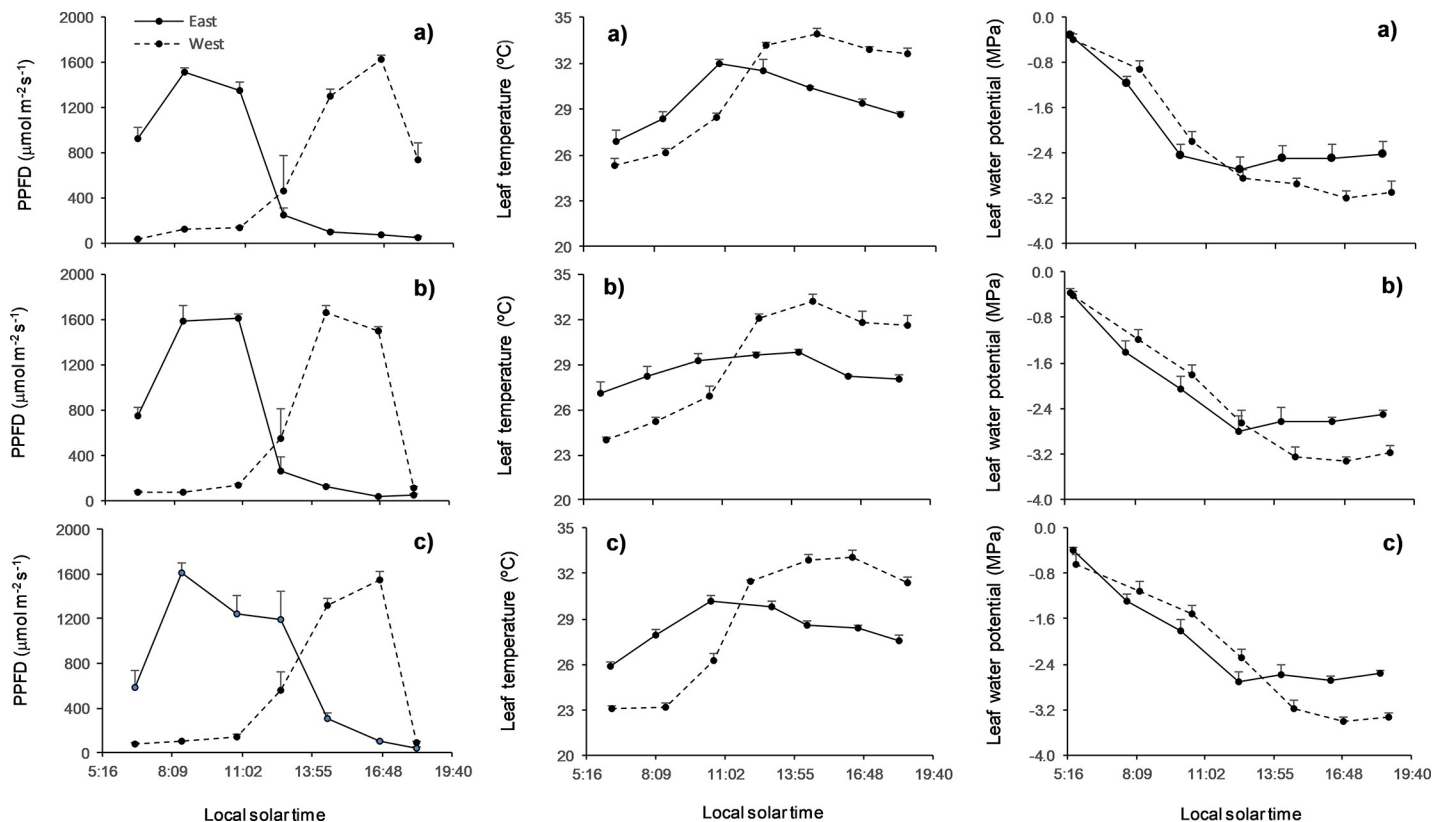 East
West
a)
2000
1600
1200
800
400
0
PPFD (µmol m⁻² s⁻¹)
a)
35
32
29
26
23
20
Leaf temperature (ºC)
a)
0.0
-0.8
-1.6
-2.4
-3.2
-4.0
Leaf water potential (MPa)
b)
2000
1600
1200
800
400
0
PPFD (µmol m⁻² s⁻¹)
b)
35
32
29
26
23
20
Leaf temperature (ºC)
b)
0.0
-0.8
-1.6
-2.4
-3.2
-4.0
Leaf water potential (MPa)
c)
2000
1600
1200
800
400
0
PPFD (µmol m⁻² s⁻¹)
5:16 8:09 11:02 13:55 16:48 19:40
Local solar time
c)
35
32
29
26
23
20
Leaf temperature (ºC)
5:16 8:09 11:02 13:55 16:48 19:40
Local solar time
c)
0.0
-0.8
-1.6
-2.4
-3.2
-4.0
Leaf water potential (MPa)
5:16 8:09 11:02 13:55 16:48 19:40
Local solar time